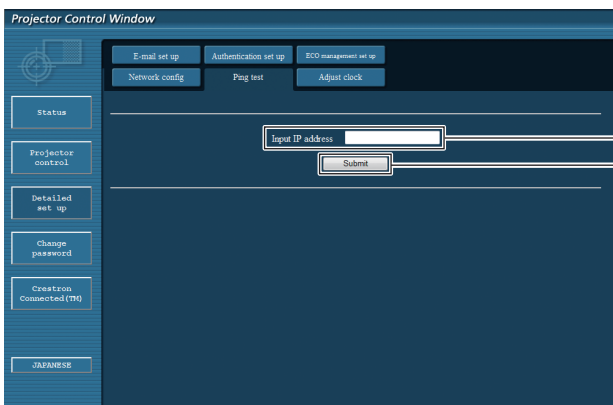 Projector Control Window
E-mail set up
Authentication set up
ECO management set up
Network config
Ping test
Adjust clock
Status
Projector
control
Detailed
set up
Change
password
Crestron
Connected(TM)
JAPANESE
Input IP address
Submit